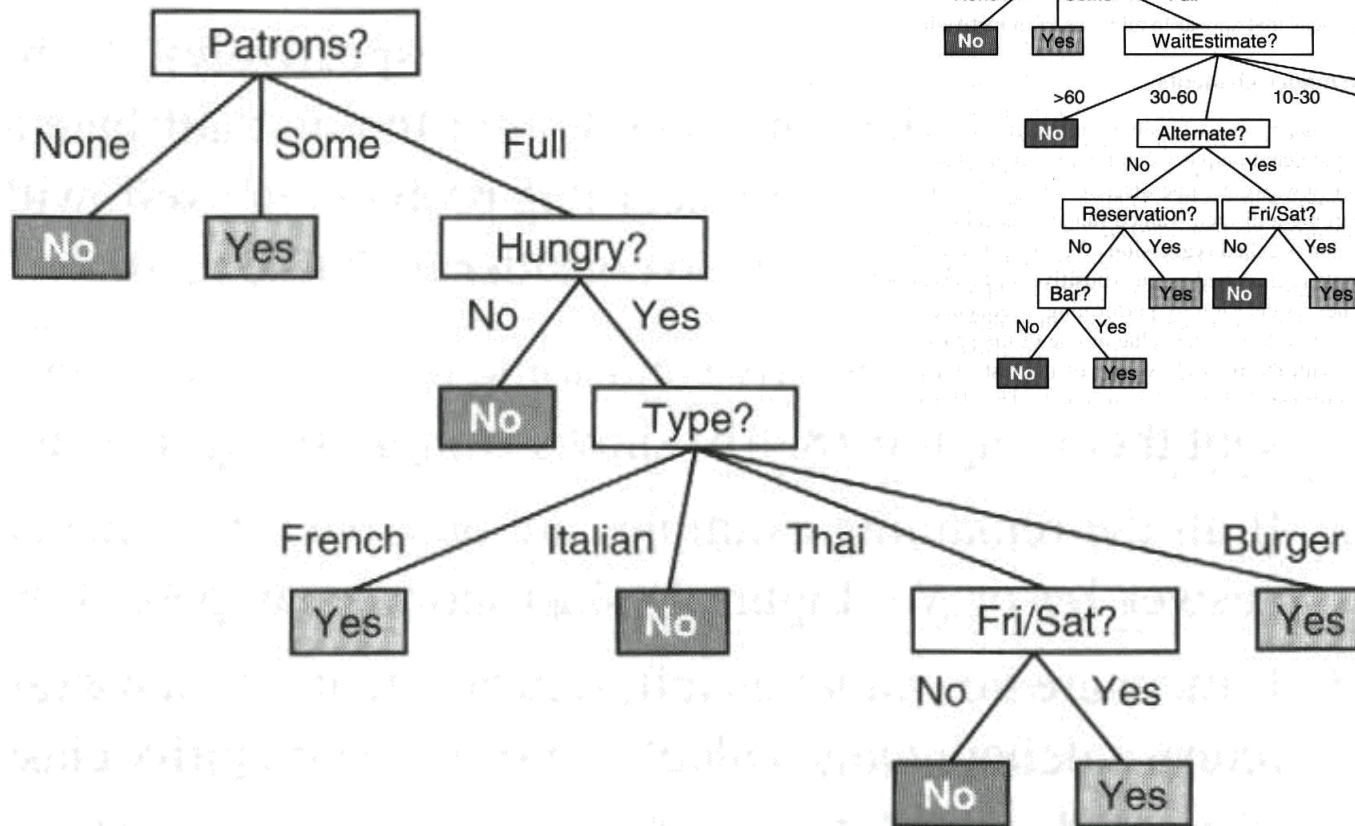 Patrons?
None Some Full
No Yes Hungry?
No Yes
No Type?
French Italian Thai Burger
Yes No Fri/Sat? Yes
No Yes
No Yes
Full
No Yes WaitEstimate?
>60 30-60 10-30
No Alternate?
No Yes
Reservation? Fri/Sat?
No Yes No Yes
Bar? Yes No Yes
No Yes
No Yes